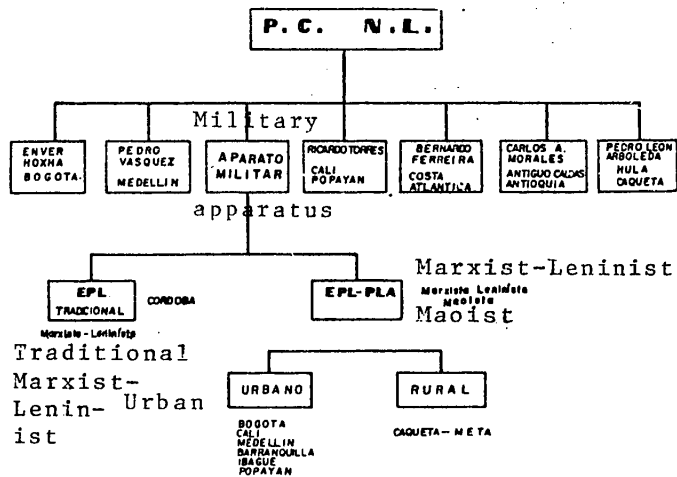 P. C. N. L.
Military
ENVER
HOXHA
BOGOTA.
PEDRO
VASQUEZ
MEDELLIN
APARATO
MILITAR
RICARDO TORRES
CALI
POPAYAN
BERNARDO
FERREIRA
COSTA
ATLANTICA
CARLOS A.
MORALES
ANTIGUO CALDAS
ANTIOQUIA
PEDRO LEON
ARBOLEDA
HULA
CAQUETA
apparatus
EPL
TRADICIONAL
CORDOBA
Marxista - Leninista
EPL-PLA
Marxist-Leninist
Marxista Leninista
Maoista
Maoist
Traditional
Marxist-
Lenin-
ist
Urban
URBANO
BOGOTA
CALI
MEDELLIN
BARRANQUILLA
IBAGUE
POPAYAN
RURAL
CAQUETA - META